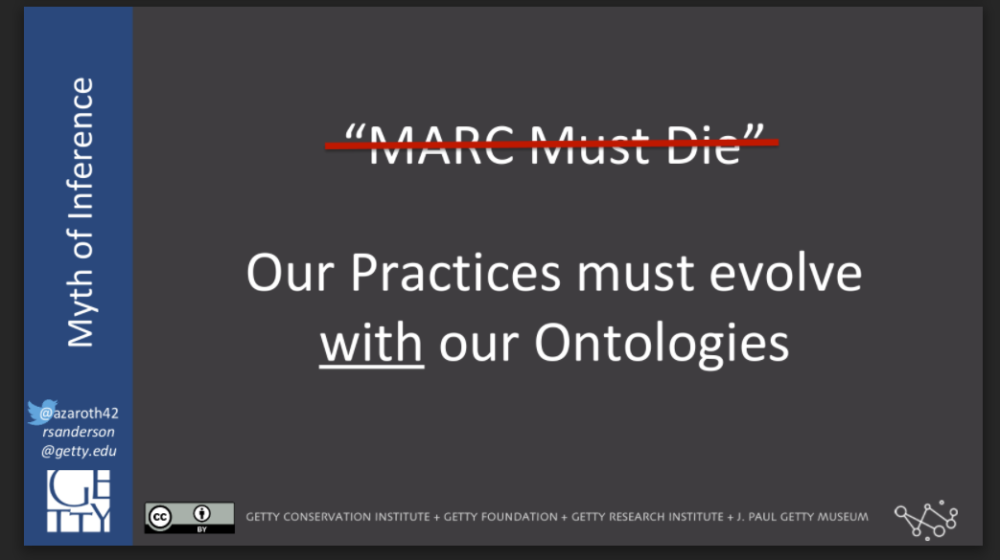 Myth of Inference
“MARC Must Die”
Our Practices must evolve
with our Ontologies
@azaroth42
rsanderson
@getty.edu
GETTY
cc
BY
GETTY CONSERVATION INSTITUTE + GETTY FOUNDATION + GETTY RESEARCH INSTITUTE + J. PAUL GETTY MUSEUM